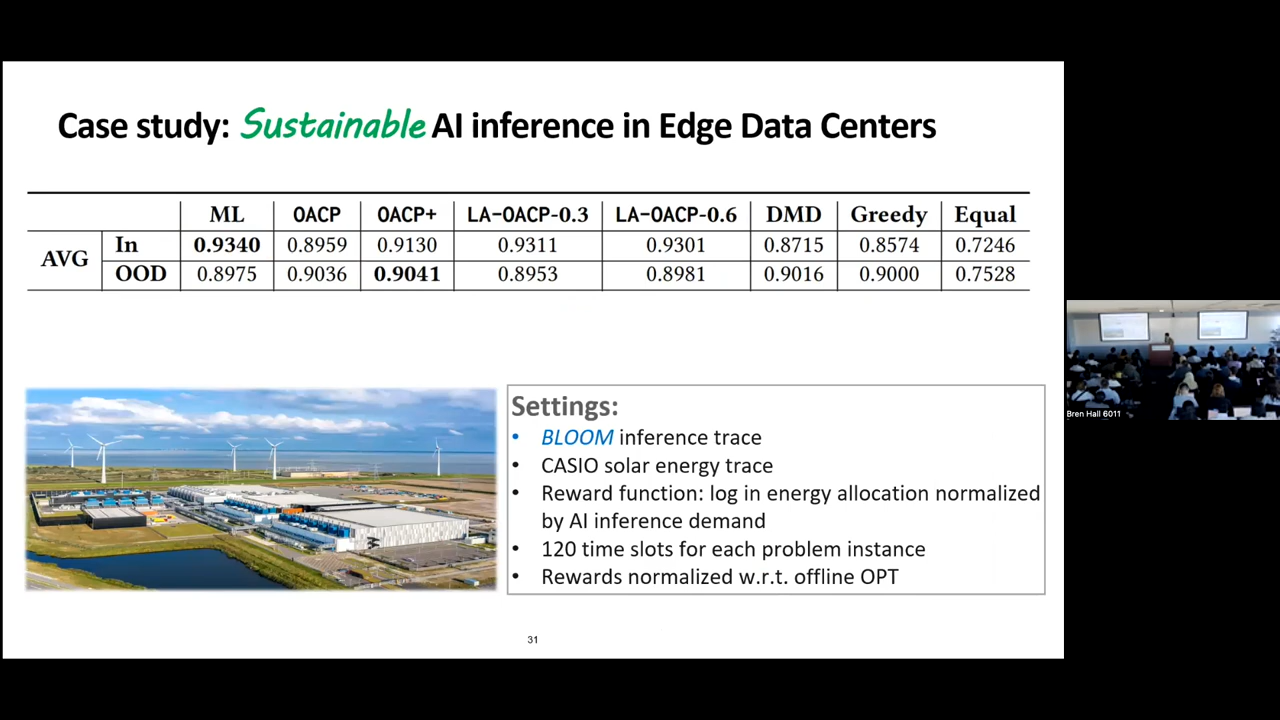 Case study: Sustainable AI inference in Edge Data Centers
ML OACP OACP+ LA-OACP-0.3 LA-OACP-0.6 DMD Greedy Equal
AVG In 0.9340 0.8959 0.9130 0.9311 0.9301 0.8715 0.8574 0.7246
OOD 0.8975 0.9036 0.9041 0.8953 0.8981 0.9016 0.9000 0.7528
Settings:
• BLOOM inference trace
• CASIO solar energy trace
• Reward function: log in energy allocation normalized
by AI inference demand
• 120 time slots for each problem instance
• Rewards normalized w.r.t. offline OPT
31
Bren Hall 6011